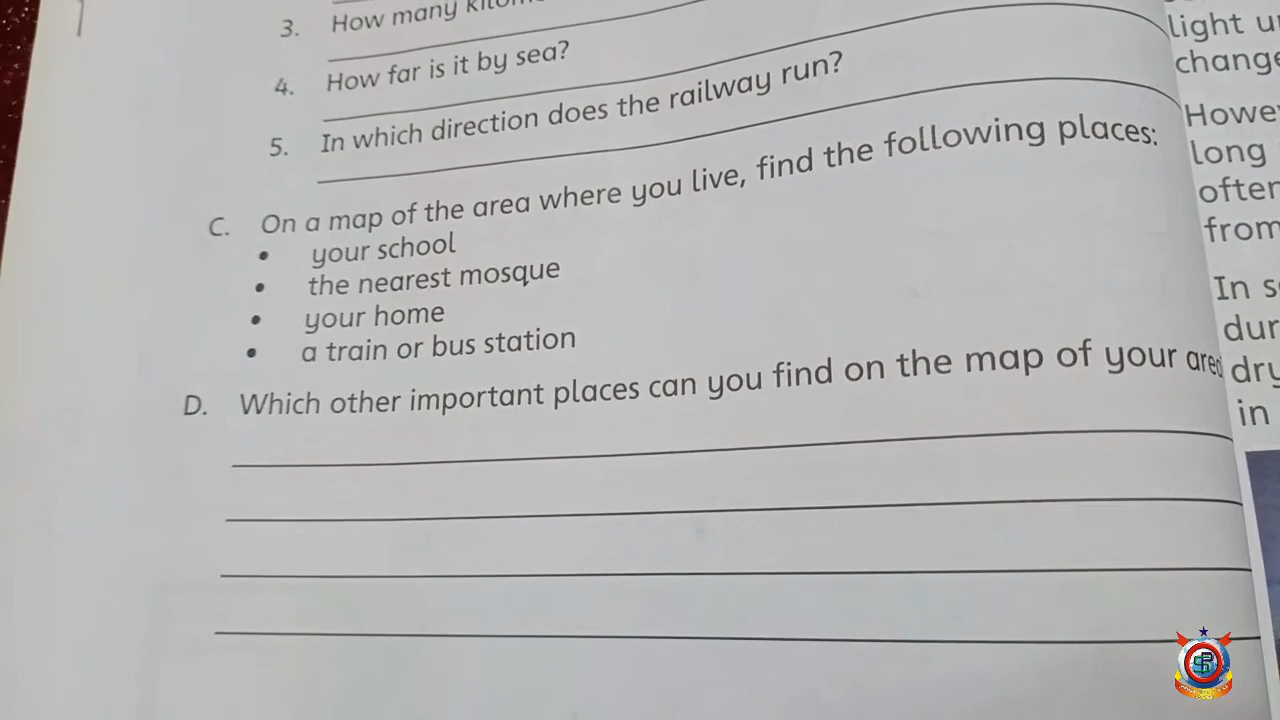 3. How many
4. How far is it by sea?
5. In which direction does the railway run?
C. On a map of the area where you live, find the following places:
• your school
• the nearest mosque
• your home
• a train or bus station
D. Which other important places can you find on the map of your area
light
change
long
often
from
In
dry
in